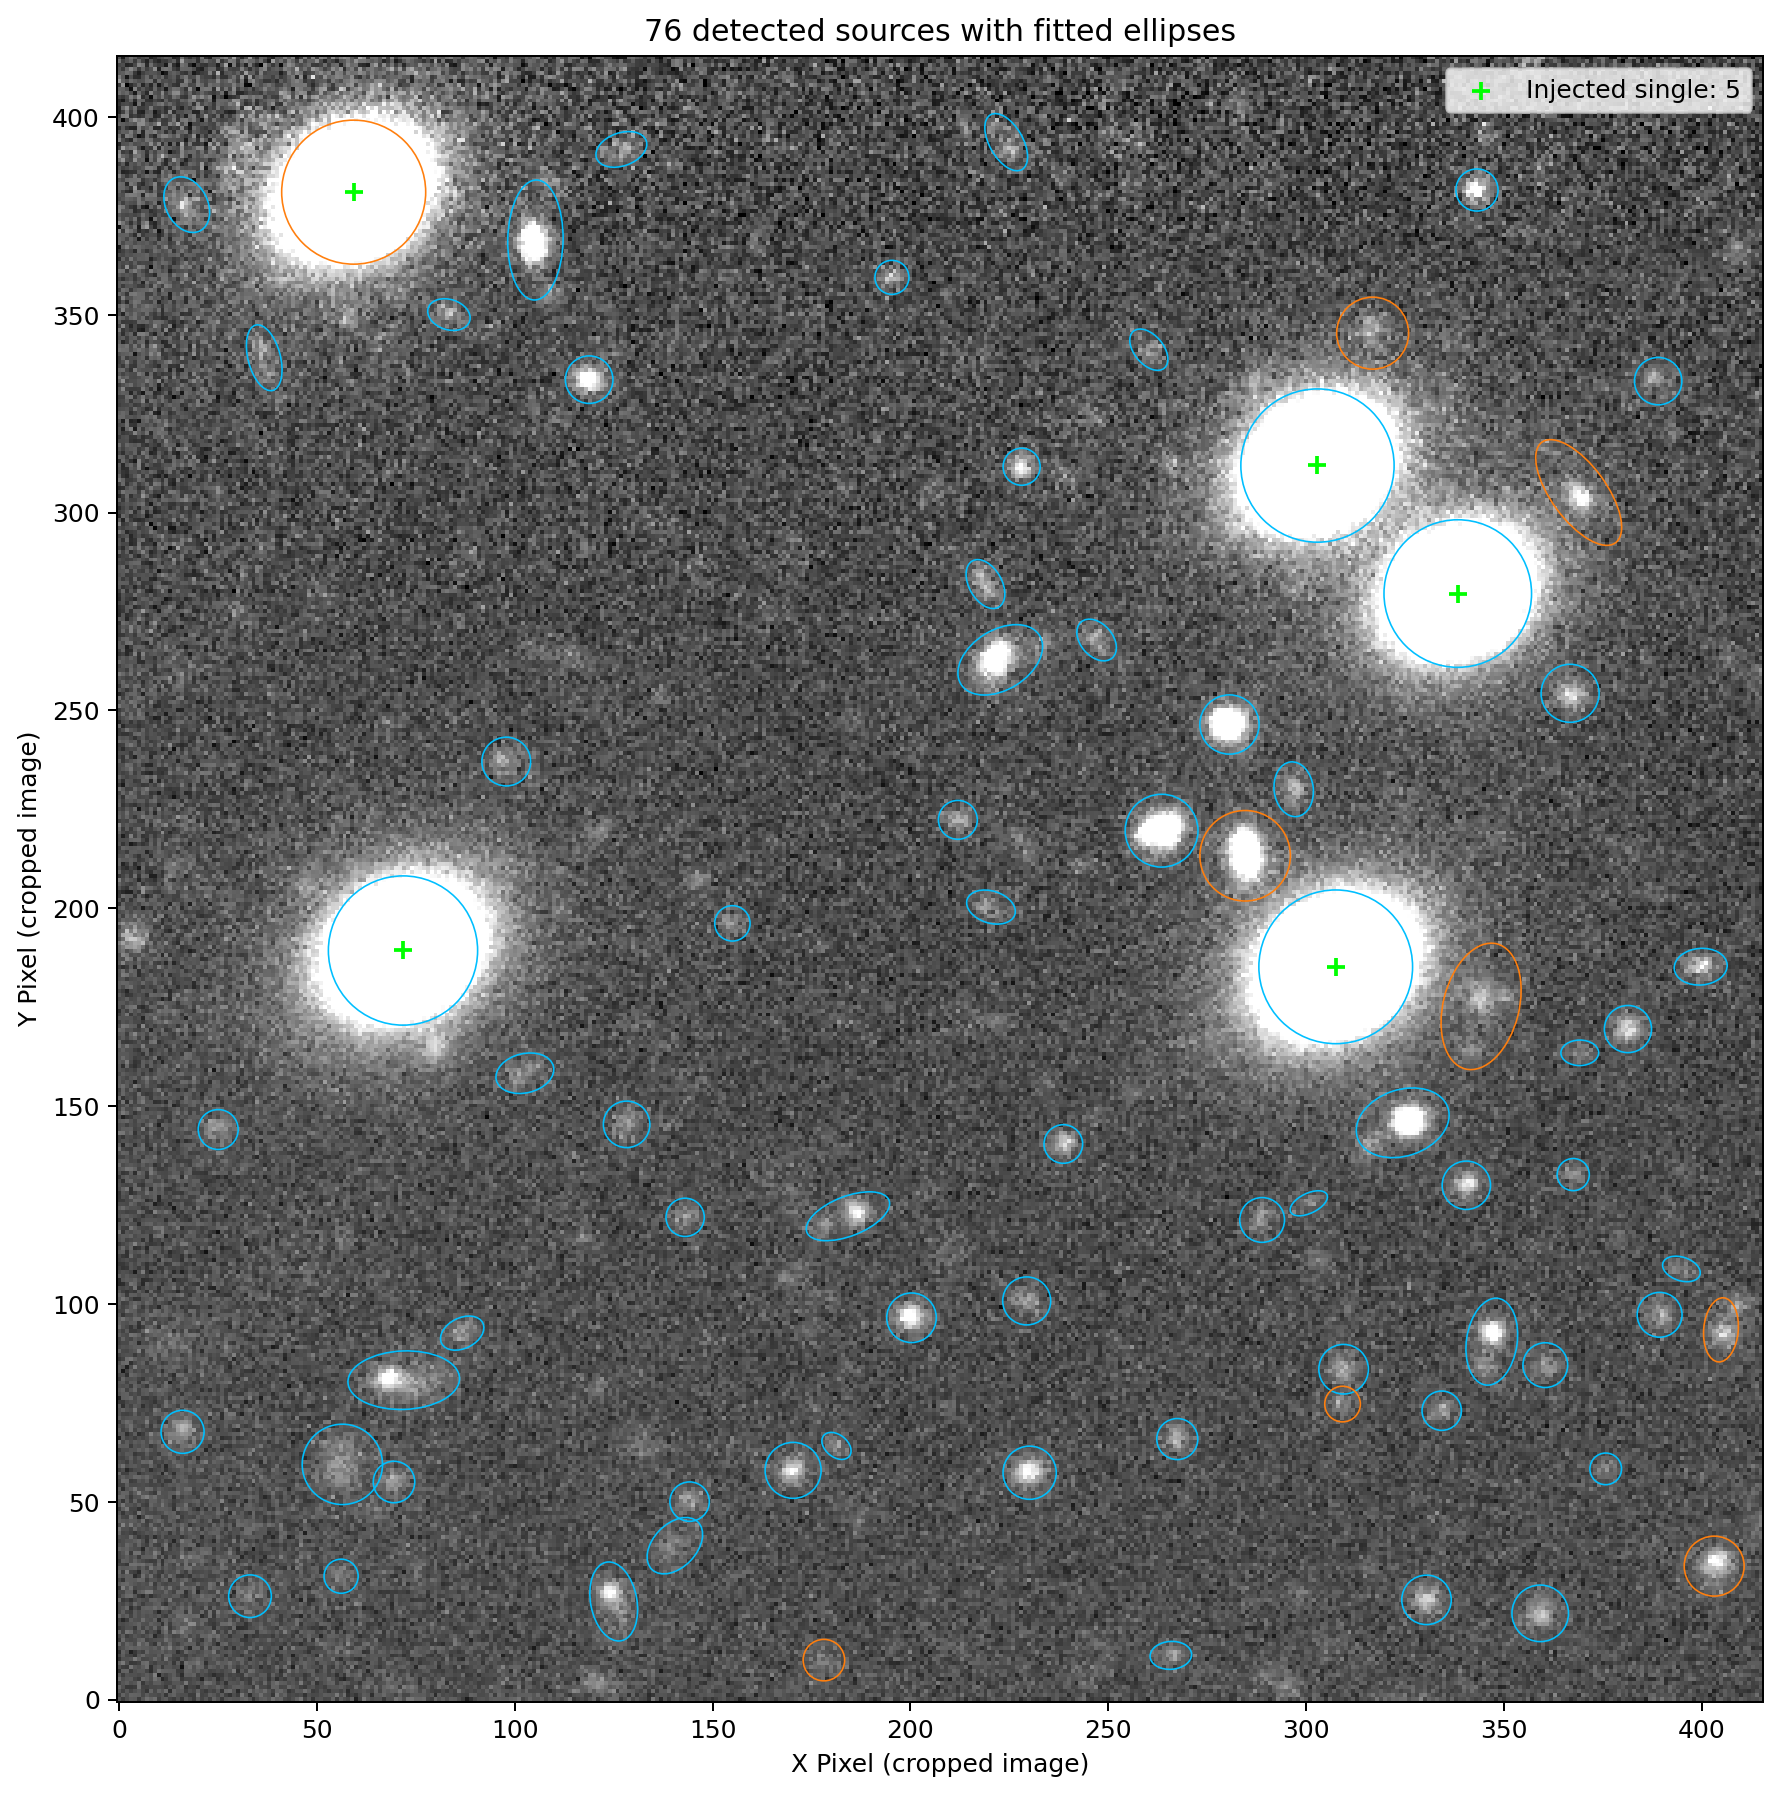 76 detected sources with fitted ellipses
Injected single: 5
Y Pixel (cropped image)
400
350
300
250
200
150
100
50
0
0 50 100 150 200 250 300 350 400
X Pixel (cropped image)